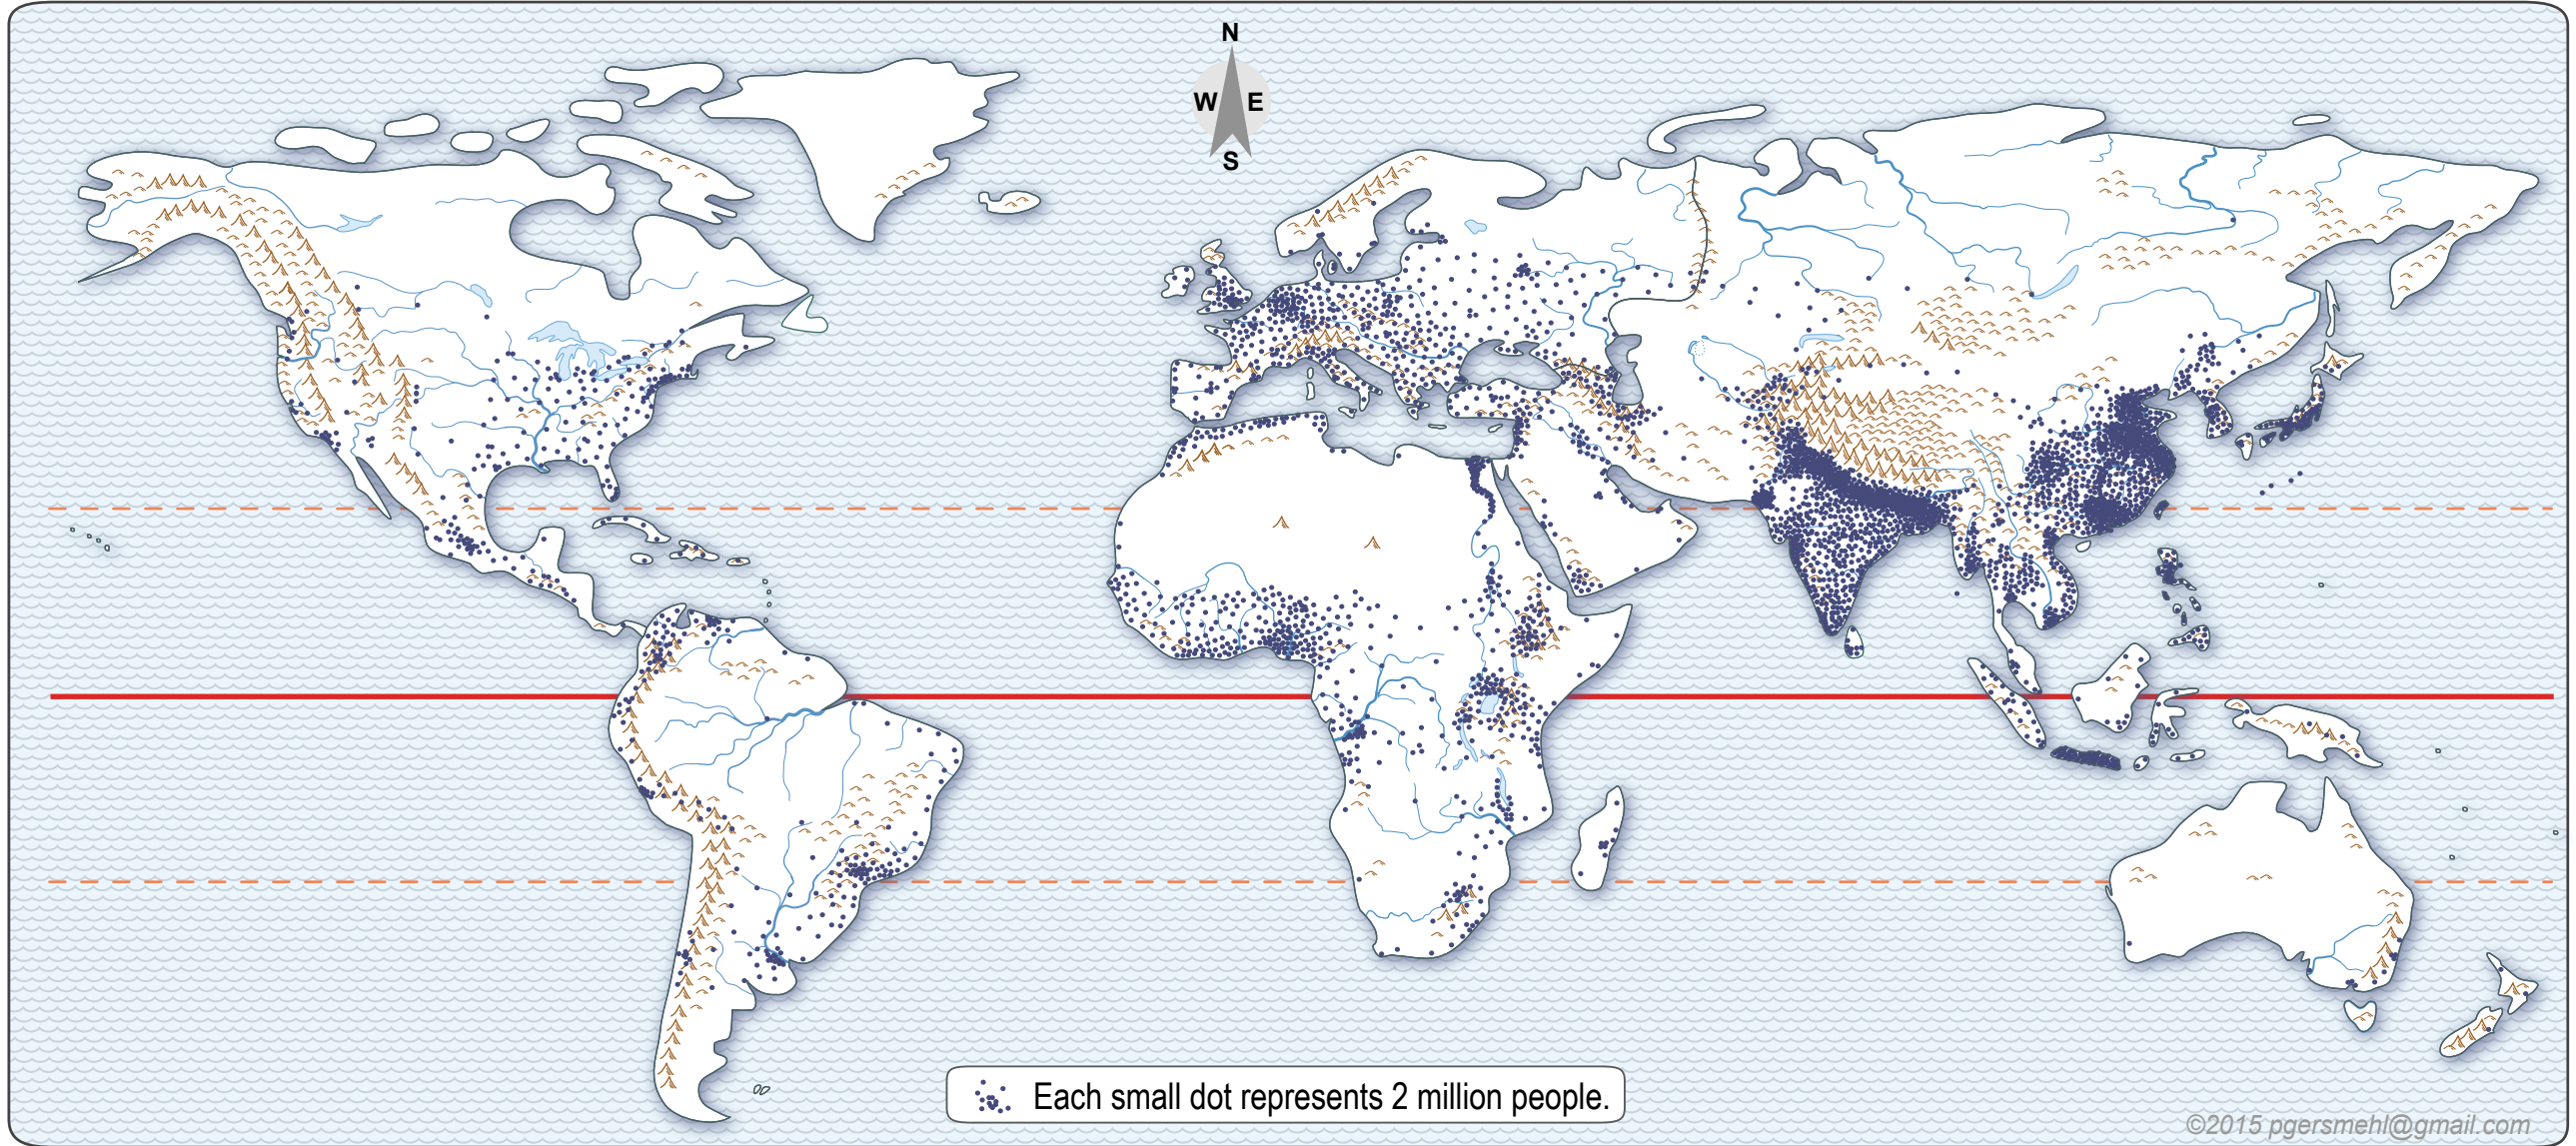 N
W E
S
Each small dot represents 2 million people.
©2015 pgersmehl@gmail.com